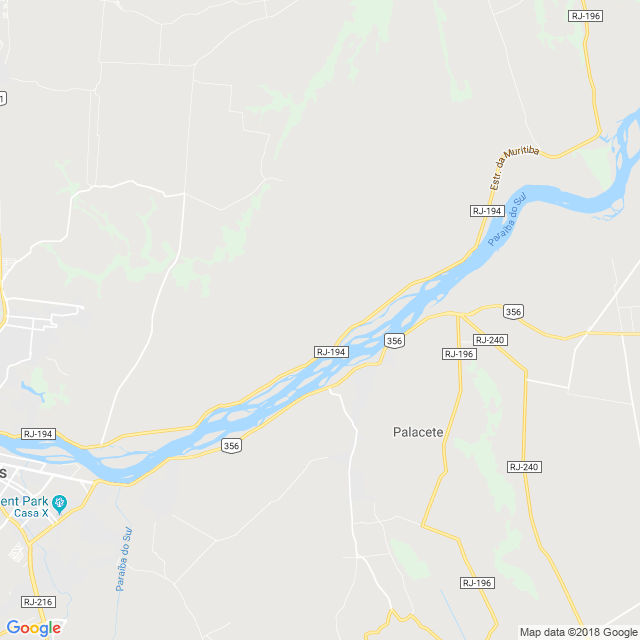 RJ-196
1
Estr. da Muritiba
RJ-194
Paraíba do Sul
356
RJ-240
356
RJ-194
RJ-196
Palacete
RJ-194
356
RJ-240
s
ent Park
Casa X
Paraíba do Sul
RJ-196
RJ-216
Google
Map data ©2018 Google